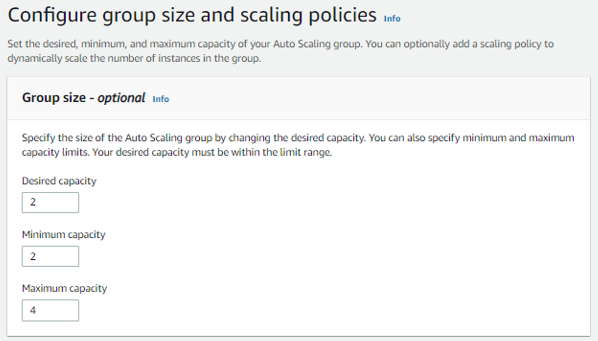 Configure group size and scaling policies Info
Set the desired, minimum, and maximum capacity of your Auto Scaling group. You can optionally add a scaling policy to
dynamically scale the number of instances in the group.
Group size - optional Info
Specify the size of the Auto Scaling group by changing the desired capacity. You can also specify minimum and maximum
capacity limits. Your desired capacity must be within the limit range.
Desired capacity
2
Minimum capacity
2
Maximum capacity
4